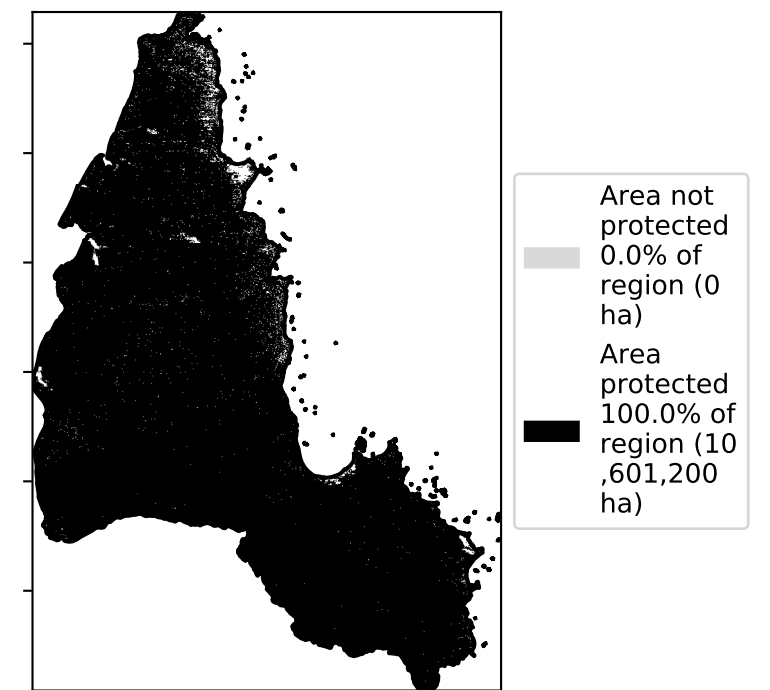 Area not
protected
0.0% of
region (0
ha)
Area
protected
100.0% of
region (10
,601,200
ha)